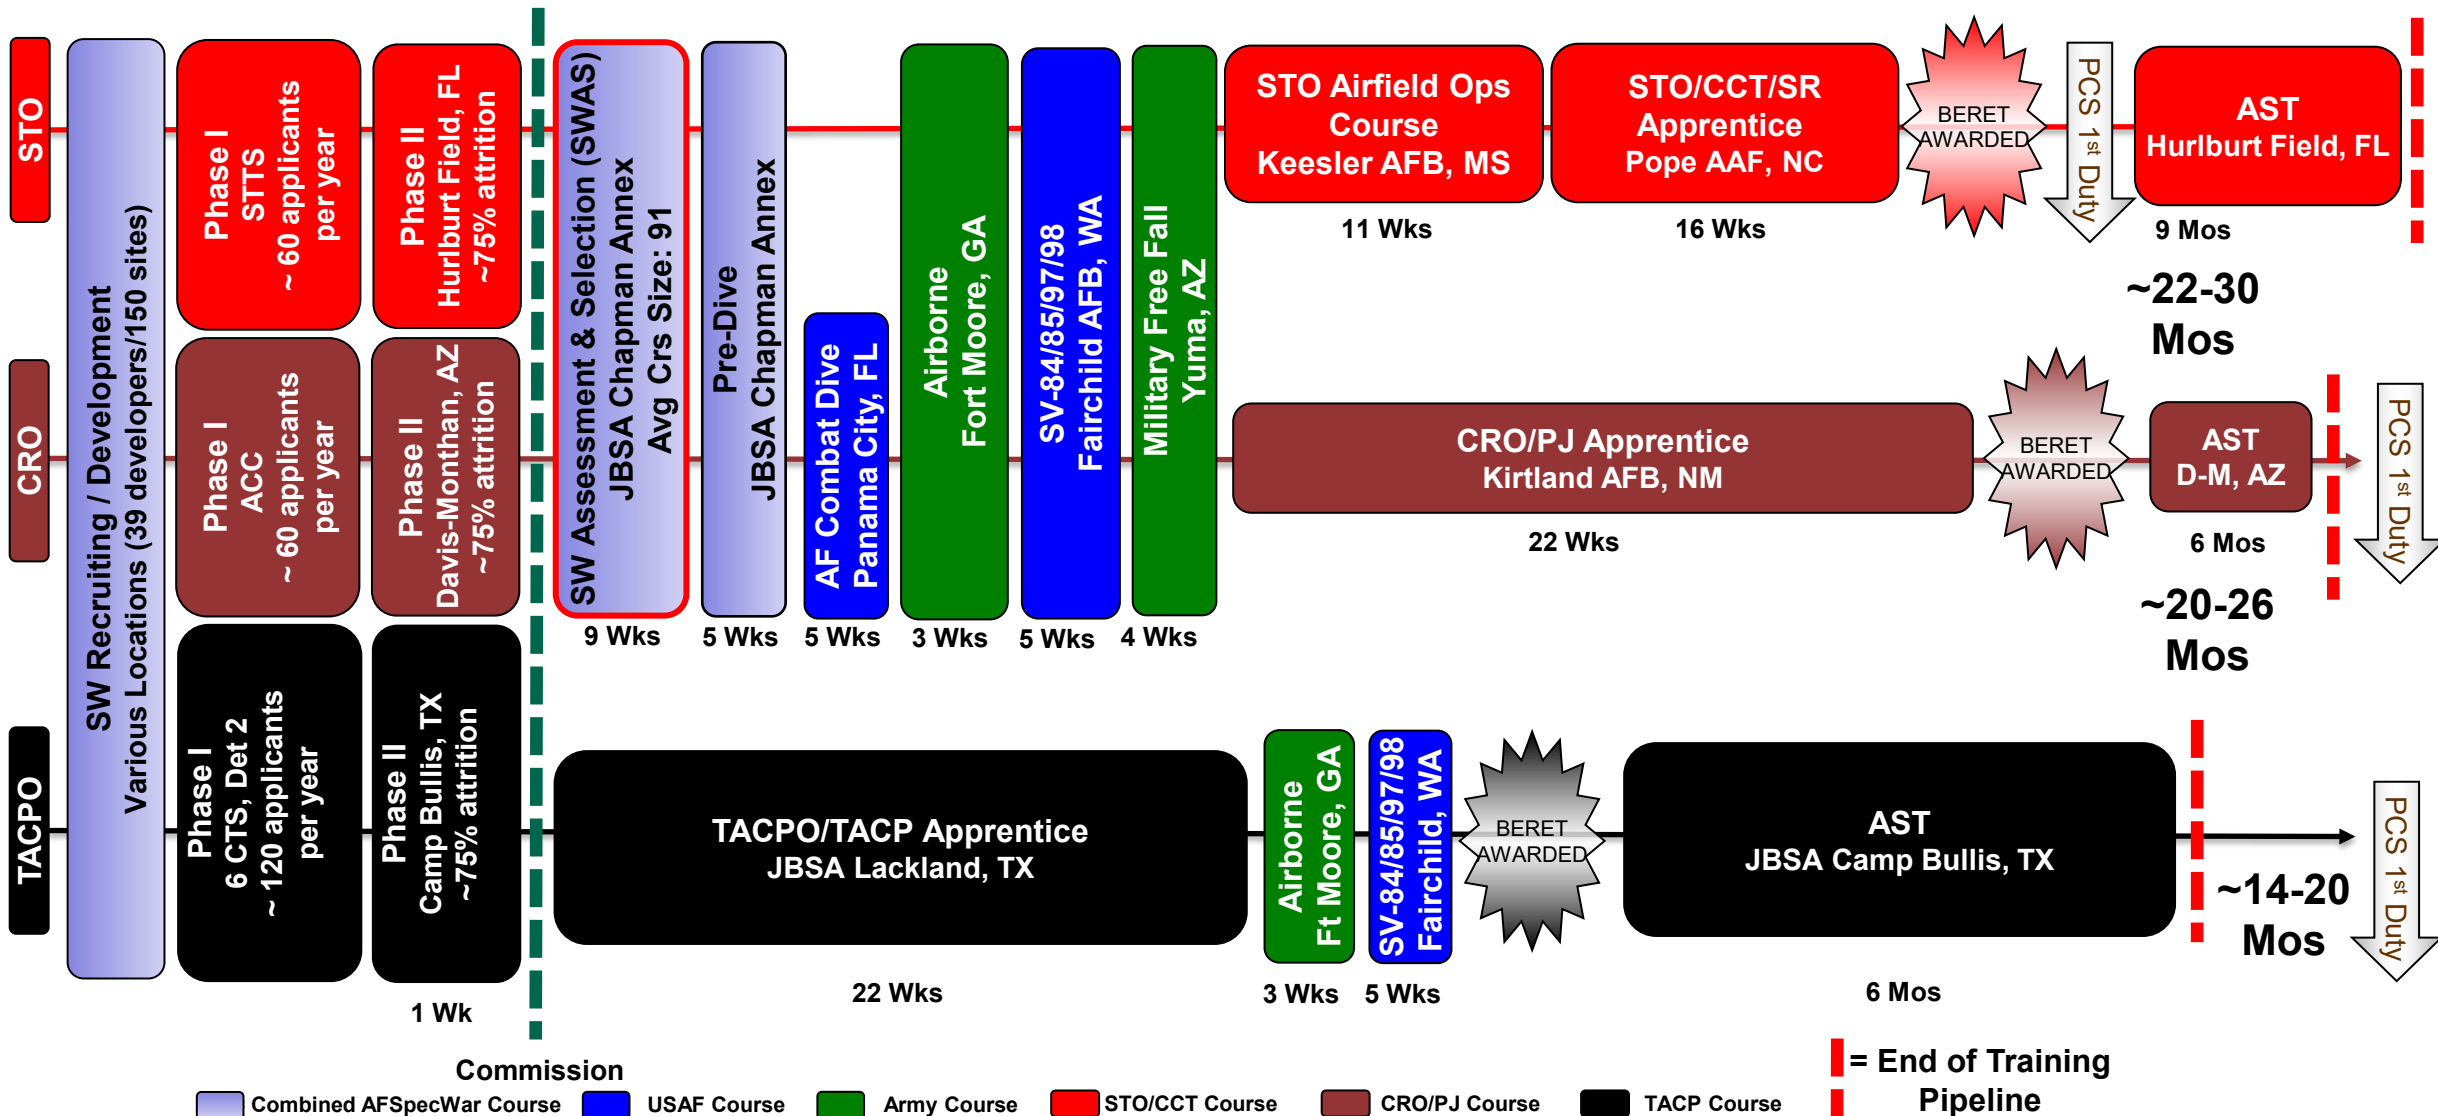 STO
CRO
TACPO
SW Recruiting / Development
Various Locations (39 developers/150 sites)
Phase I
STTS
~ 60 applicants
per year
Phase II
Hurlburt Field, FL
~75% attrition
Phase I
ACC
~ 60 applicants
per year
Phase II
Davis-Monthan, AZ
~75% attrition
Phase I
6 CTS, Det 2
~ 120 applicants
per year
Phase II
Camp Bullis, TX
~75% attrition
1 Wk
Commission
SW Assessment & Selection (SWAS)
JBSA Chapman Annex
Avg Crs Size: 91
9 Wks
Pre-Dive
JBSA Chapman Annex
5 Wks
AF Combat Dive
Panama City, FL
5 Wks
Airborne
Fort Moore, GA
3 Wks
SV-84/85/97/98
Fairchild AFB, WA
5 Wks
Military Free Fall
Yuma, AZ
4 Wks
STO Airfield Ops
Course
Keesler AFB, MS
11 Wks
STO/CCT/SR
Apprentice
Pope AAF, NC
16 Wks
BERET
AWARDED
PCS 1st Duty
AST
Hurlburt Field, FL
9 Mos
~22-30
Mos
CRO/PJ Apprentice
Kirtland AFB, NM
22 Wks
BERET
AWARDED
AST
D-M, AZ
6 Mos
~20-26
Mos
PCS 1st Duty
TACPO/TACP Apprentice
JBSA Lackland, TX
22 Wks
Airborne
Ft Moore, GA
3 Wks
SV-84/85/97/98
Fairchild, WA
5 Wks
BERET
AWARDED
AST
JBSA Camp Bullis, TX
6 Mos
~14-20
Mos
PCS 1st Duty
Combined AFSpecWar Course
USAF Course
Army Course
STO/CCT Course
CRO/PJ Course
TACP Course
= End of Training
Pipeline